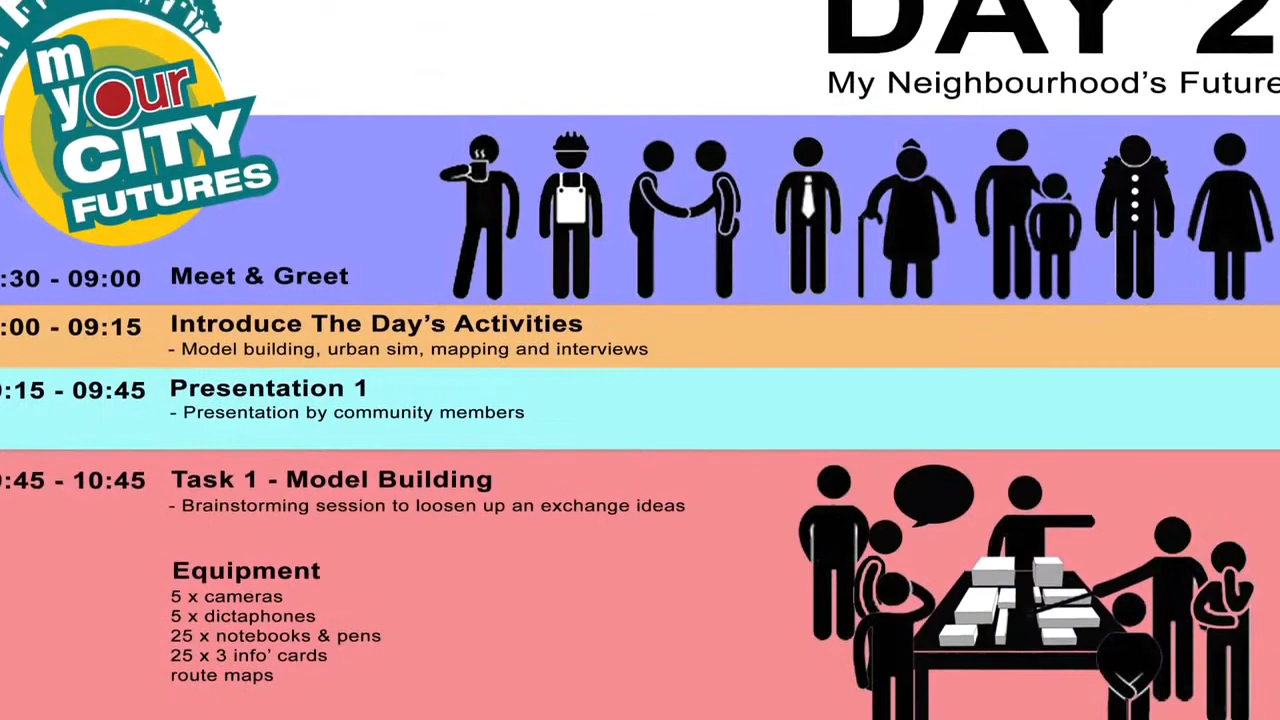 DAY 2
My Neighbourhood's Future
my Our
CITY
FUTURES
:30 - 09:00 Meet & Greet
:00 - 09:15 Introduce The Day's Activities
- Model building, urban sim, mapping and interviews
:15 - 09:45 Presentation 1
- Presentation by community members
:45 - 10:45 Task 1 - Model Building
- Brainstorming session to loosen up an exchange ideas
Equipment
5 x cameras
5 x dictaphones
25 x notebooks & pens
25 x 3 info' cards
route maps